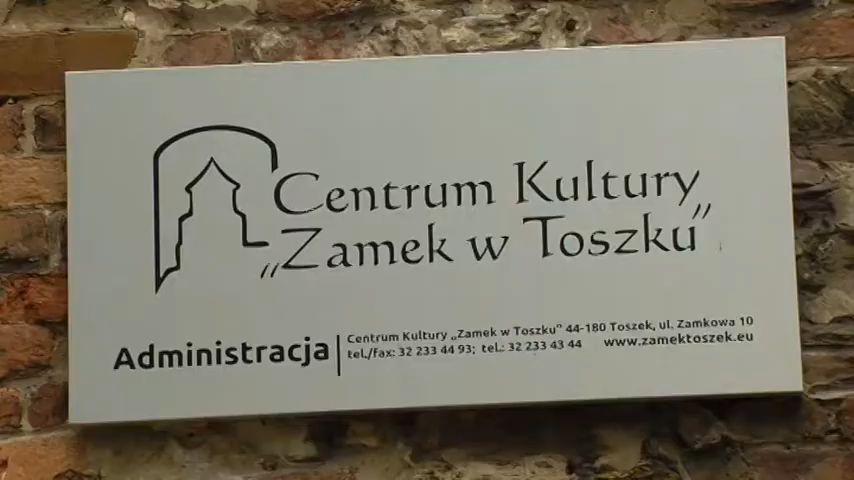 Centrum Kultury
„Zamek w Toszku”
Administracja
Centrum Kultury „Zamek w Toszku” 44-180 Toszek, ul. Zamkowa 10
tel./fax: 32 233 44 93; tel.: 32 233 43 44 www.zamektoszek.eu